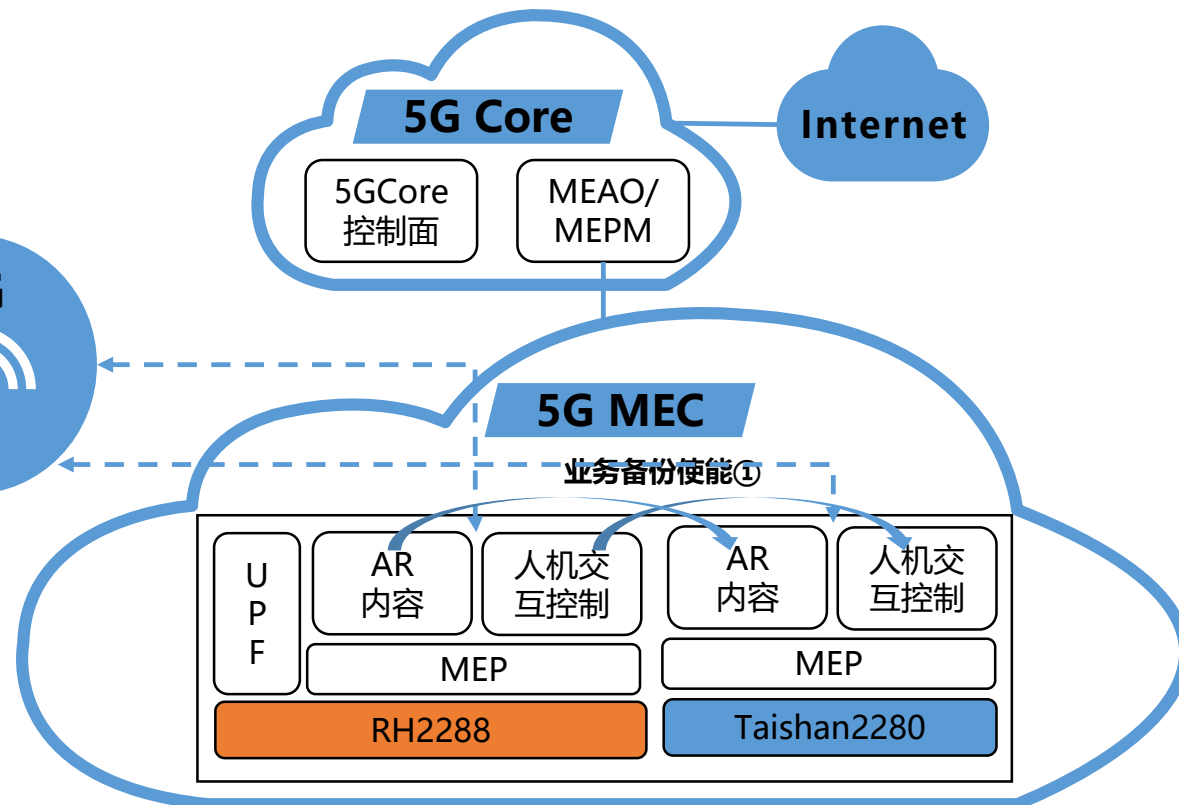 5G Core
Internet
5GCore
控制面
MEAO/
MEPM
G
5G MEC
业务备份使能①
U
P
F
AR
内容
人机交
互控制
AR
内容
人机交
互控制
MEP
MEP
RH2288
Taishan2280